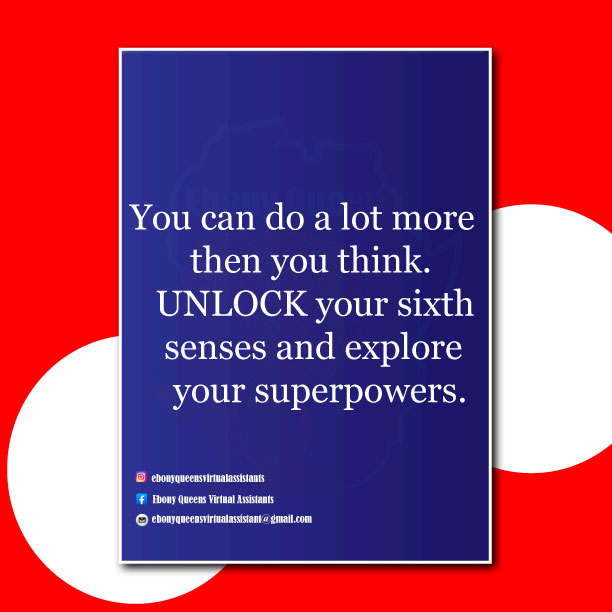 You can do a lot more
then you think.
UNLOCK your sixth
senses and explore
your superpowers.
ebonyqueensvirtualassistants
Ebony Queens Virtual Assistants
ebonyqueensvirtualassistant@gmail.com